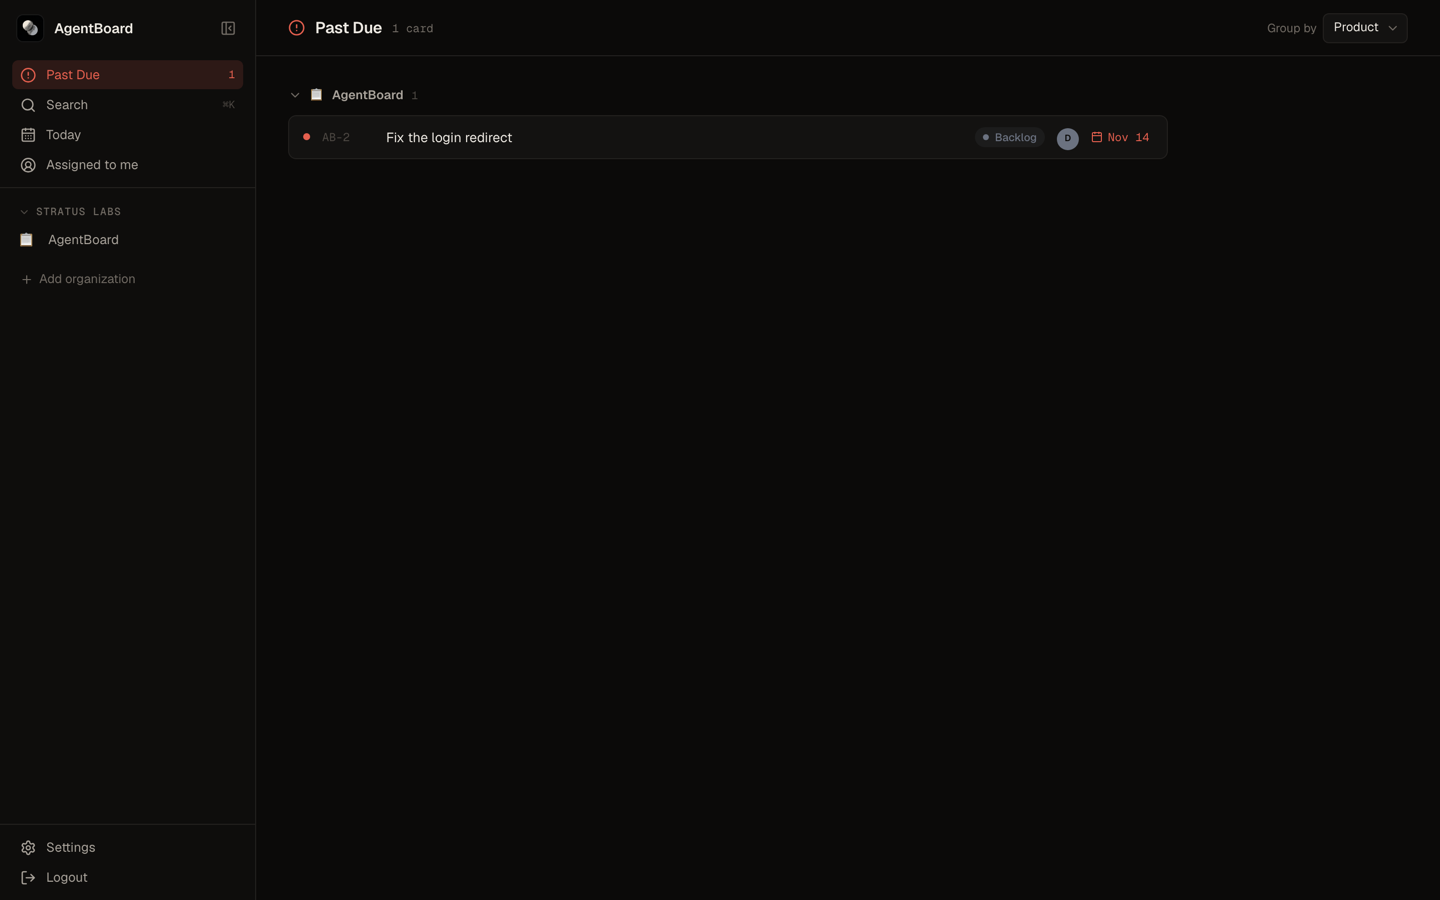 AgentBoard
Past Due 1
Search ⌘K
Today
Assigned to me
STRATUS LABS
AgentBoard
Add organization
Settings
Logout
Past Due 1 card
Group by Product
AgentBoard 1
AB-2 Fix the login redirect Backlog D Nov 14